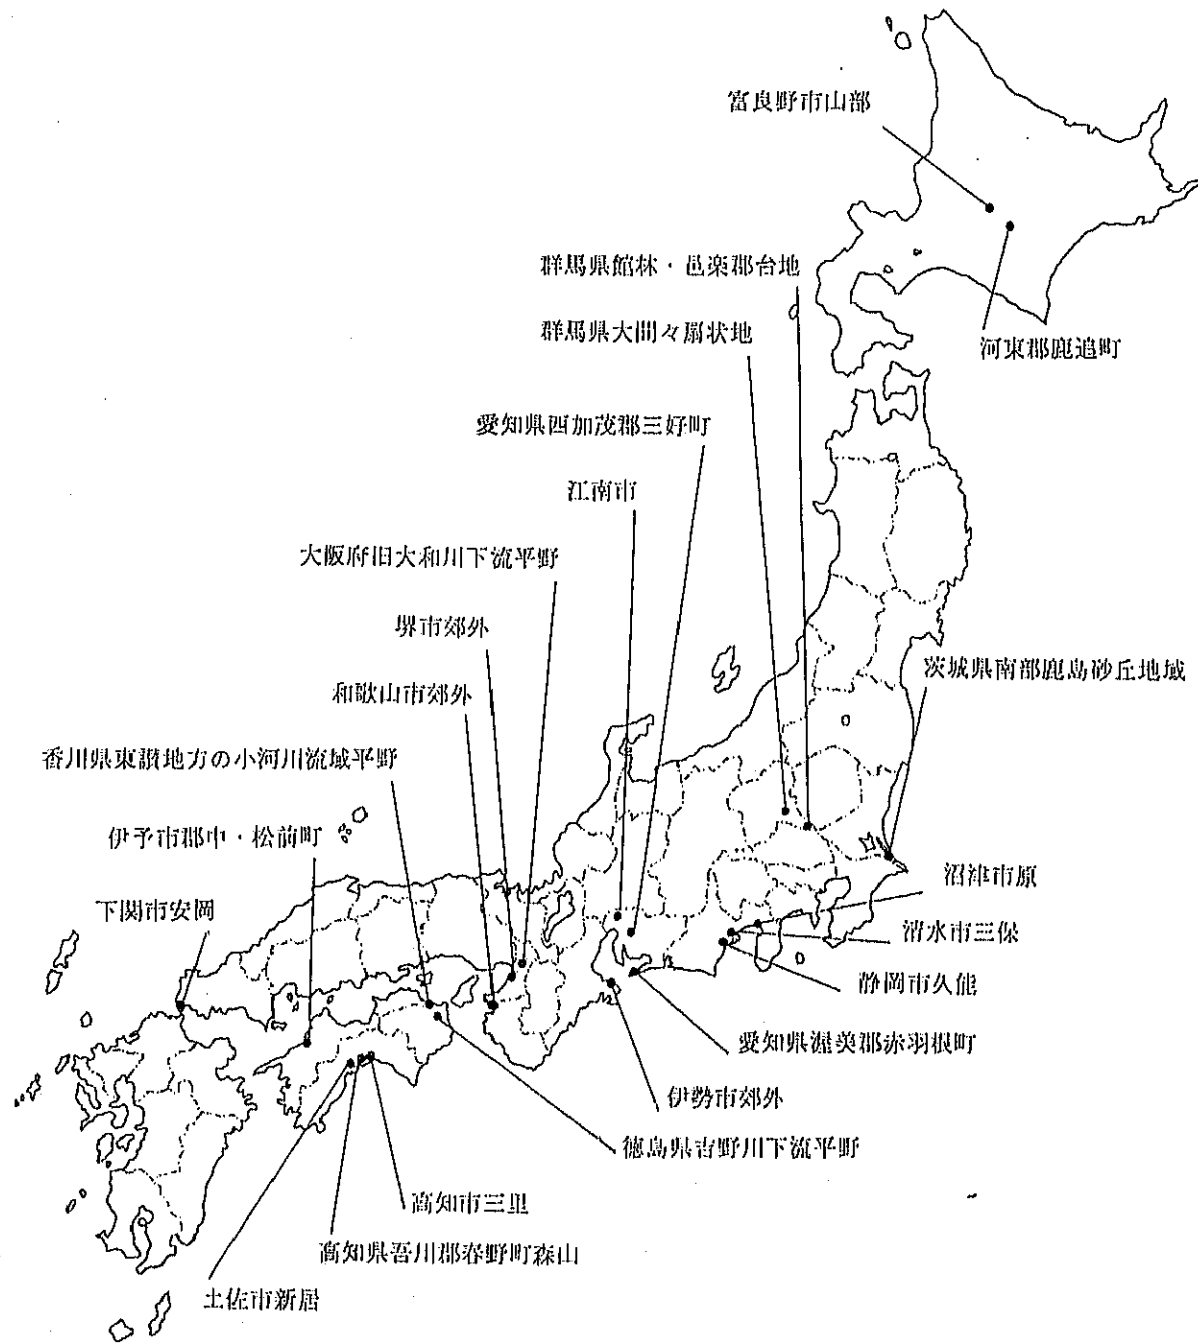 富良野市山部
群馬県館林・邑楽郡台地
群馬県大間々扇状地
河東郡鹿追町
愛知県西加茂郡三好町
江南市
大阪府旧大和川下流平野
堺市郊外
茨城県南部鹿島砂丘地域
和歌山市郊外
香川県東讃地方の小河川流域平野
伊予市郡中・松前町
沼津市原
下関市安岡
清水市三保
静岡市久能
愛知県渥美郡赤羽根町
伊勢市郊外
徳島県吉野川下流平野
高知市三里
高知県吾川郡春野町森山
土佐市新居